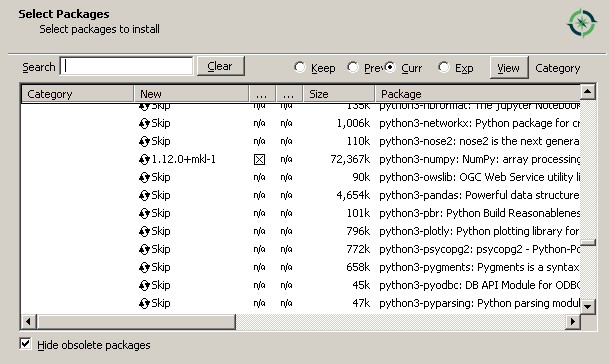 Select Packages
Select packages to install
Search Clear Keep Prev Curr Exp View Category
Category New ... ... Size Package
Skip n/a n/a 135k python3-nbformat: The Jupyter Notebook
Skip n/a n/a 1,006k python3-networkx: Python package for cr
Skip n/a n/a 110k python3-nose2: nose2 is the next genera
1.12.0+mkl-1 n/a 72,367k python3-numpy: NumPy: array processing
Skip n/a n/a 90k python3-owslib: OGC Web Service utility li
Skip n/a n/a 4,654k python3-pandas: Powerful data structure
Skip n/a n/a 101k python3-pbr: Python Build Reasonableness
Skip n/a n/a 796k python3-plotly: Python plotting library for
Skip n/a n/a 772k python3-psycopg2: psycopg2 - Python-Po
Skip n/a n/a 658k python3-pygments: Pygments is a syntax
Skip n/a n/a 45k python3-pyodbc: DB API Module for ODBC
Skip n/a n/a 47k python3-pyparsing: Python parsing modul
Hide obsolete packages